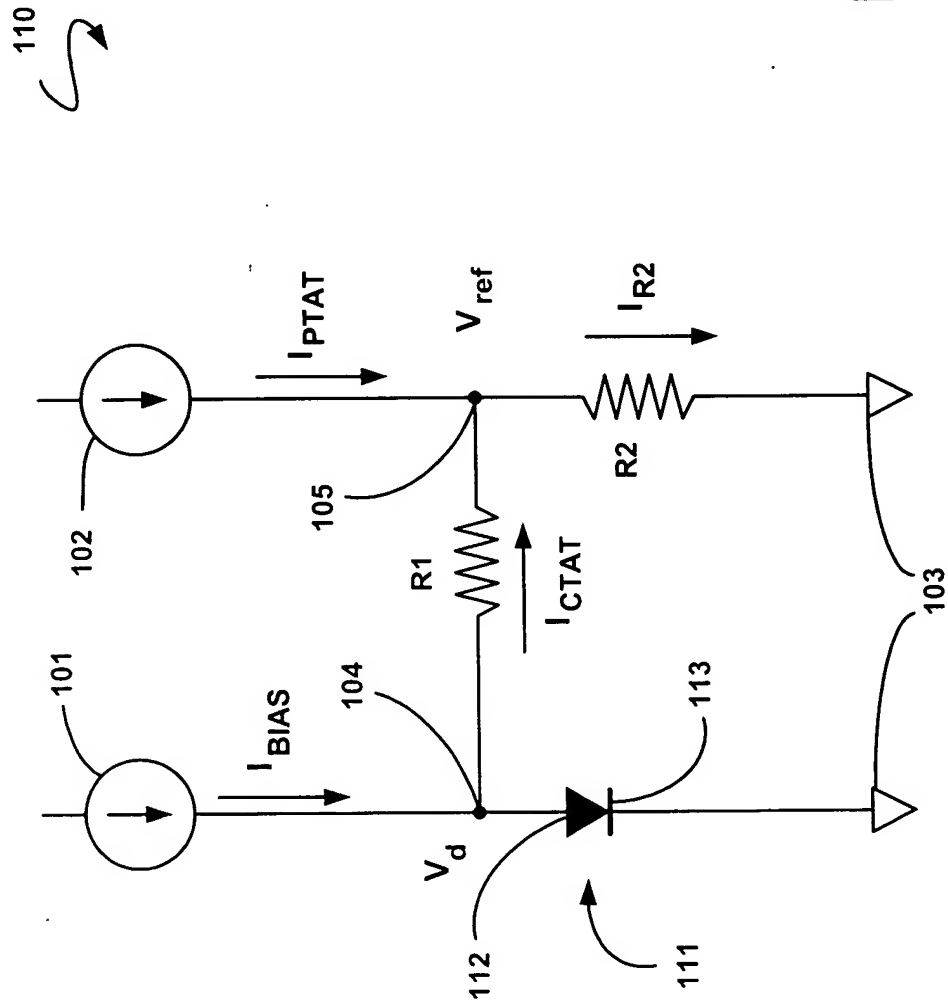 110
102
I_PTAT
V_ref
I_R2
R2
105
R1
I_CTAT
101
I_BIAS
104
V_d
113
112
111
103